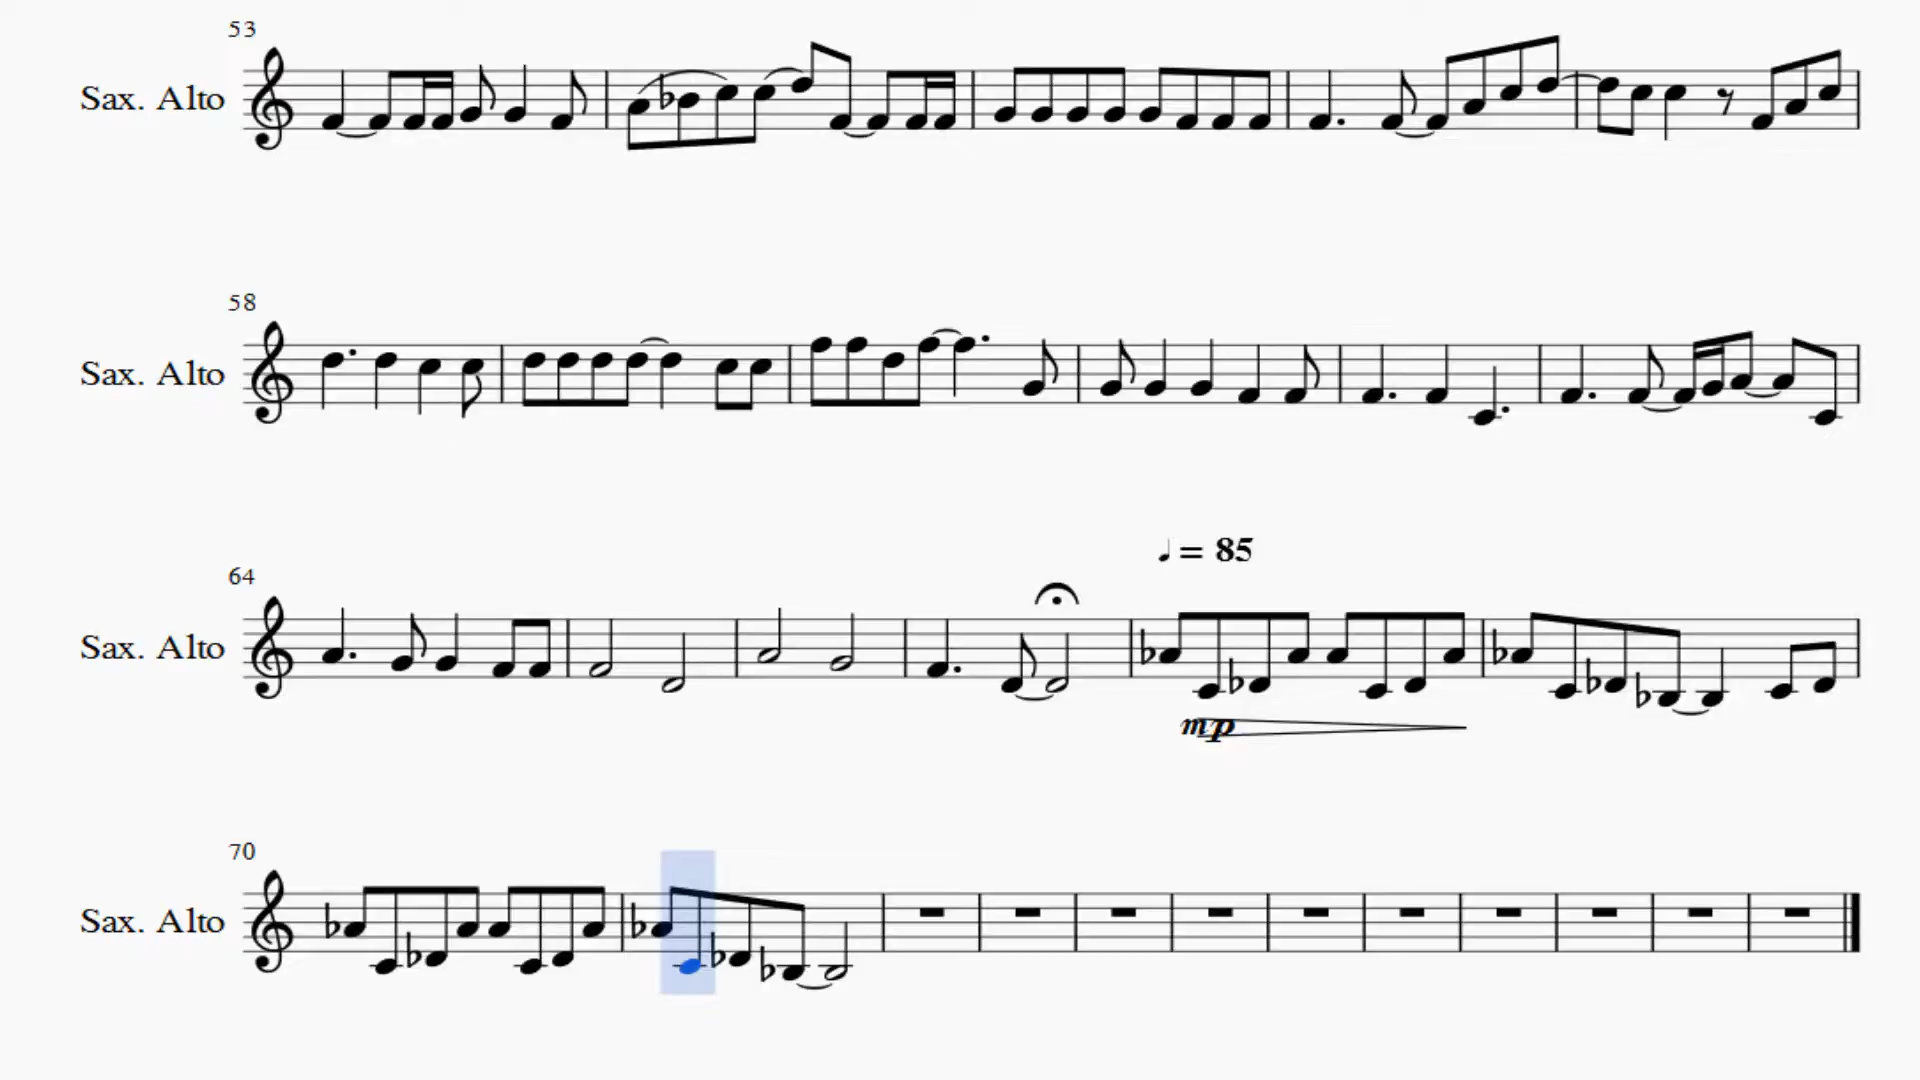 53
Sax. Alto
58
Sax. Alto
♩ = 85
64
Sax. Alto
mp
70
Sax. Alto